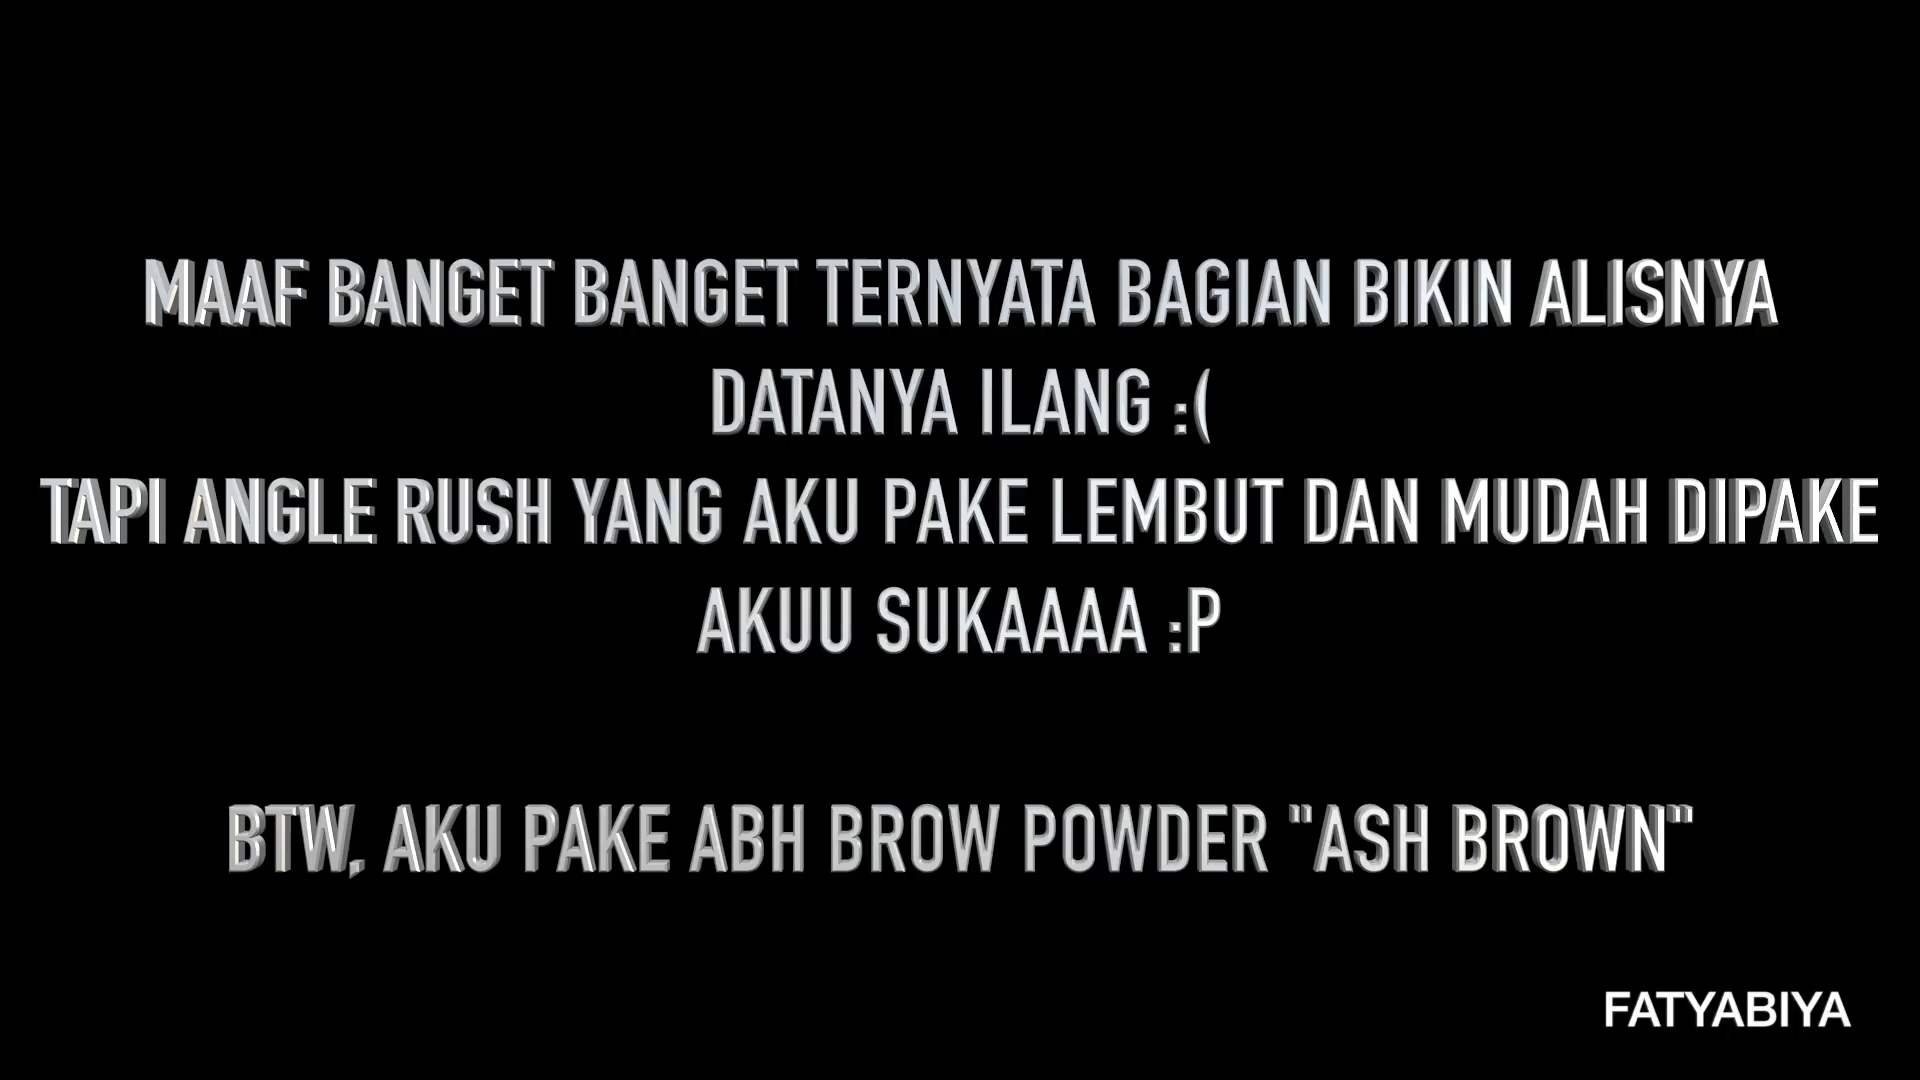 MAAF BANGET BANGET TERNYATA BAGIAN BIKIN ALISNYA
DATANYA ILANG :(
TAPI ANGLE RUSH YANG AKU PAKE LEMBUT DAN MUDAH DIPAKE
AKUU SUKAAAA :P
BTW, AKU PAKE ABH BROW POWDER "ASH BROWN"
FATYABIYA